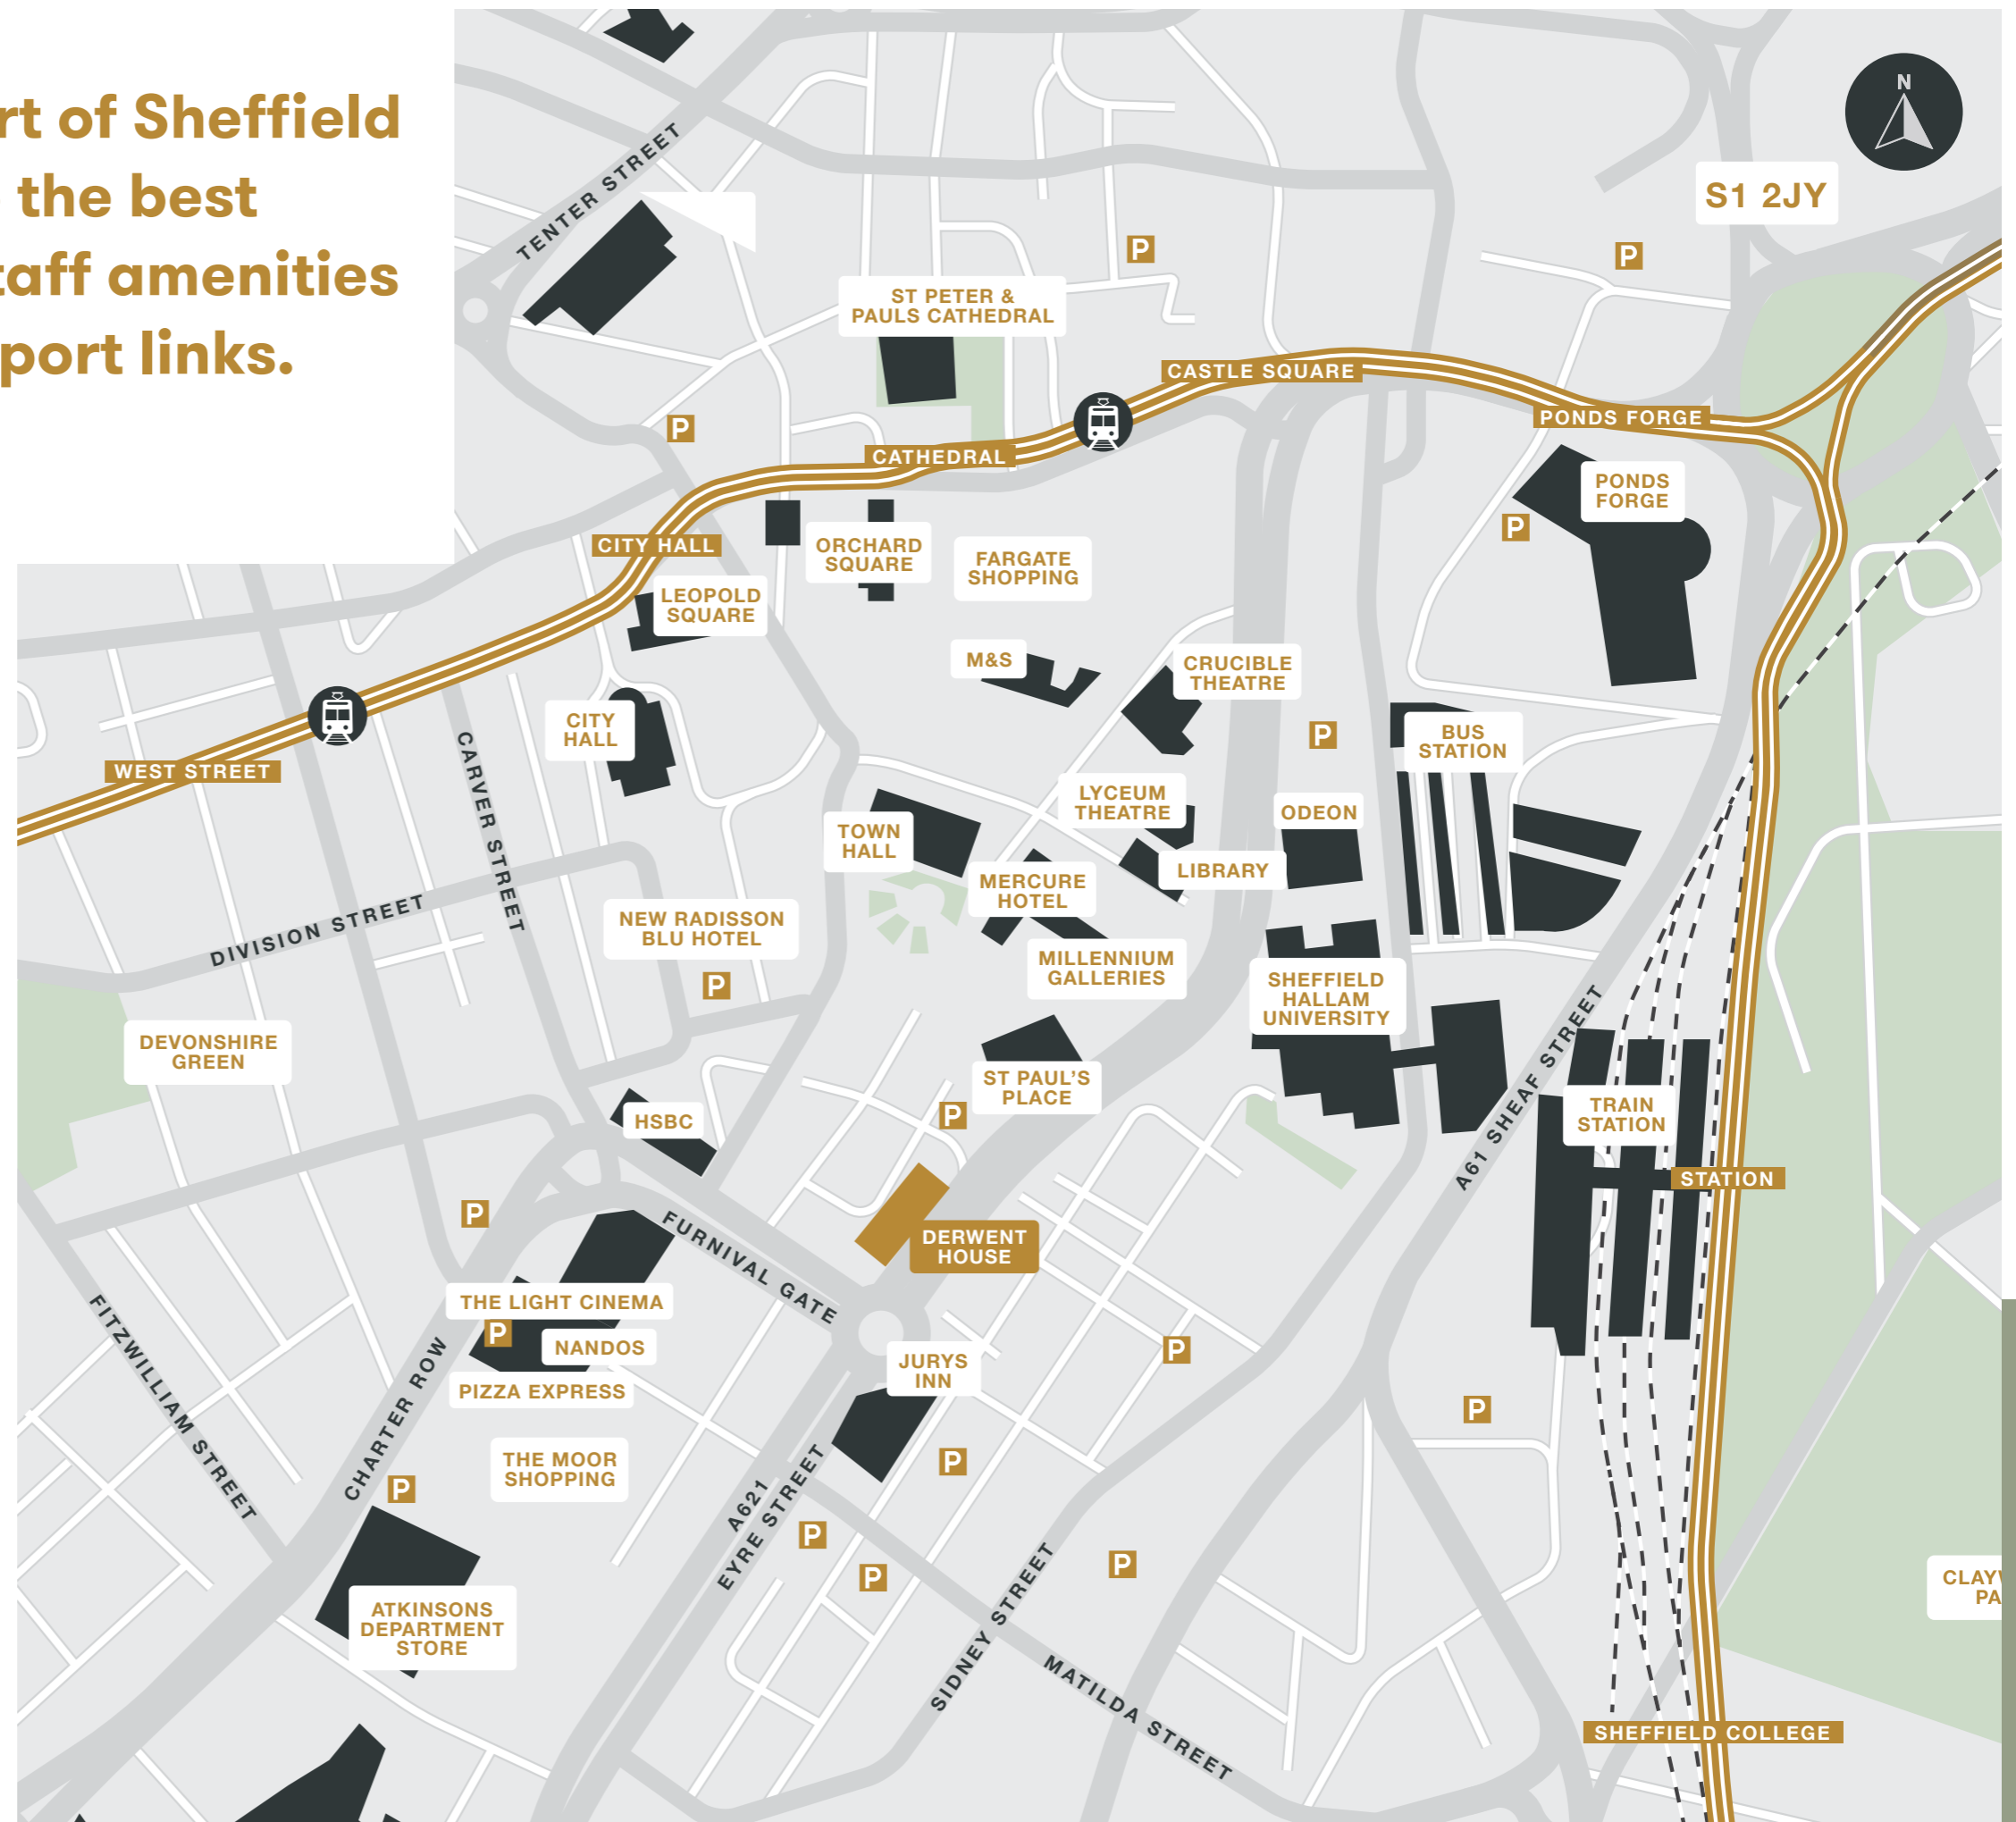 rt of Sheffield
the best
taff amenities
port links.
N
S1 2JY
TENTER STREET
P
P
ST PETER &
PAULS CATHEDRAL
CASTLE SQUARE
PONDS FORGE
P
CATHEDRAL
PONDS
FORGE
P
CITY HALL
ORCHARD
SQUARE
FARGATE
SHOPPING
LEOPOLD
SQUARE
M&S
CRUCIBLE
THEATRE
CITY
HALL
P
BUS
STATION
WEST STREET
CARVER STREET
LYCEUM
THEATRE
ODEON
TOWN
HALL
LIBRARY
MERCURE
HOTEL
DIVISION STREET
NEW RADISSON
BLU HOTEL
P
MILLENNIUM
GALLERIES
SHEFFIELD
HALLAM
UNIVERSITY
DEVONSHIRE
GREEN
ST PAUL'S
PLACE
A61 SHEAF STREET
HSBC
P
TRAIN
STATION
STATION
P
FURNIVAL GATE
DERWENT
HOUSE
THE LIGHT CINEMA
P
NANDOS
PIZZA EXPRESS
JURYS
INN
P
FITZWILLIAM STREET
CHARTER ROW
P
THE MOOR
SHOPPING
P
P
A621
EYRE STREET
P
P
P
ATKINSONS
DEPARTMENT
STORE
SIDNEY STREET
MATILDA STREET
CLAY
PA
SHEFFIELD COLLEGE